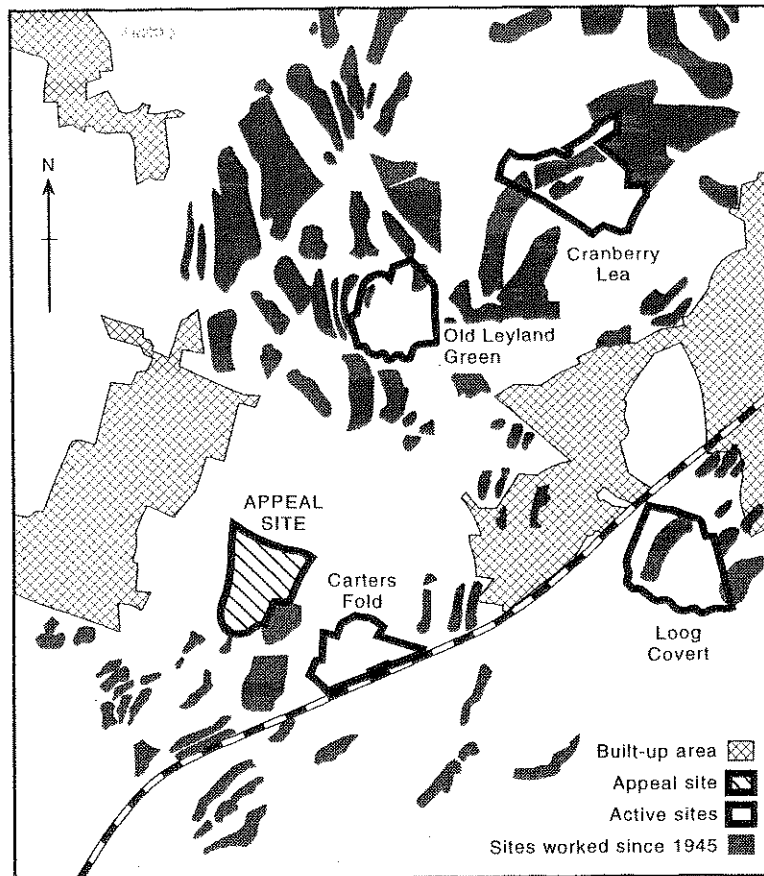 N
Cranberry
Lea
Old Leyland
Green
APPEAL
SITE
Carters
Fold
Loog
Covert
Built-up area
Appeal site
Active sites
Sites worked since 1945